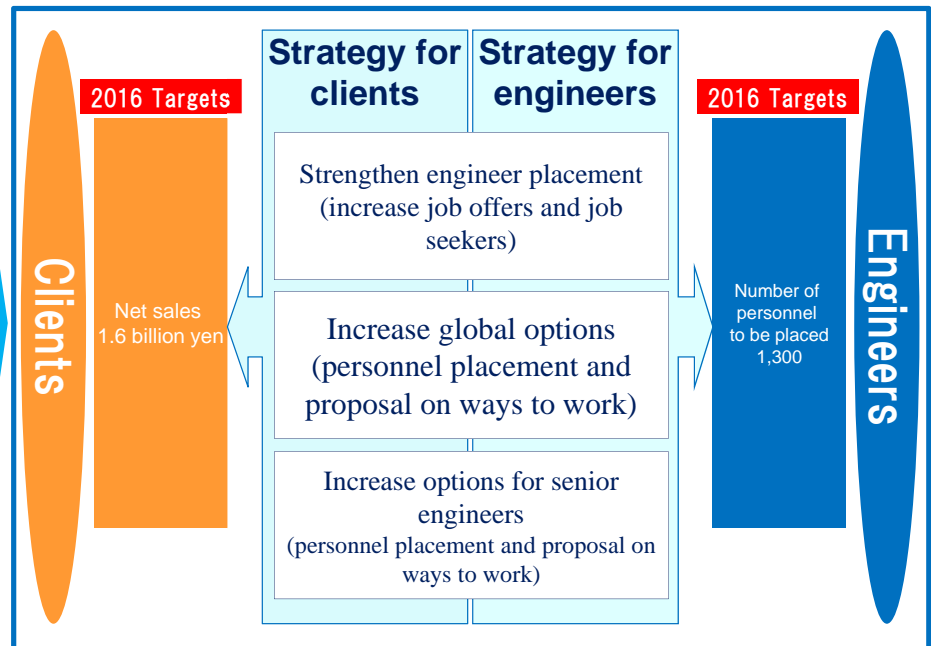 Clients
2016 Targets
Net sales
1.6 billion yen
Strategy for
clients
Strategy for
engineers
Strengthen engineer placement
(increase job offers and job
seekers)
Increase global options
(personnel placement and
proposal on ways to work)
Increase options for senior
engineers
(personnel placement and proposal on
ways to work)
2016 Targets
Number of
personnel
to be placed
1,300
Engineers